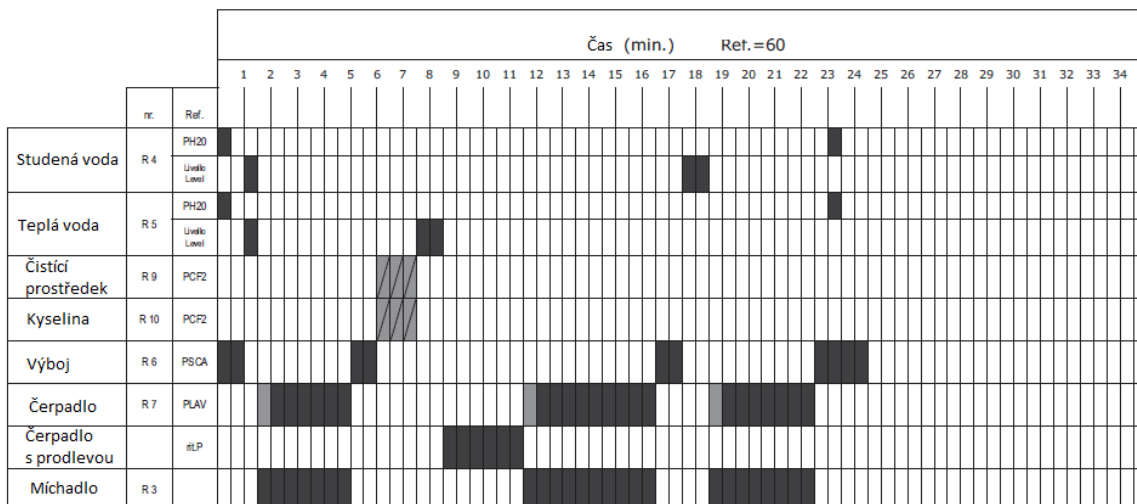 Čas (min.) Ref.=60
1 2 3 4 5 6 7 8 9 10 11 12 13 14 15 16 17 18 19 20 21 22 23 24 25 26 27 28 29 30 31 32 33 34
nr. Ref.
Studená voda R 4 PH20
Livello
Level
Teplá voda R 5 PH20
Livello
Level
Čistící
prostředek R 9 PCF2
Kyselina R 10 PCF2
Výboj R 6 PSCA
Čerpadlo R 7 PLAV
Čerpadlo
s prodlevou rit.P
Míchadlo R 3